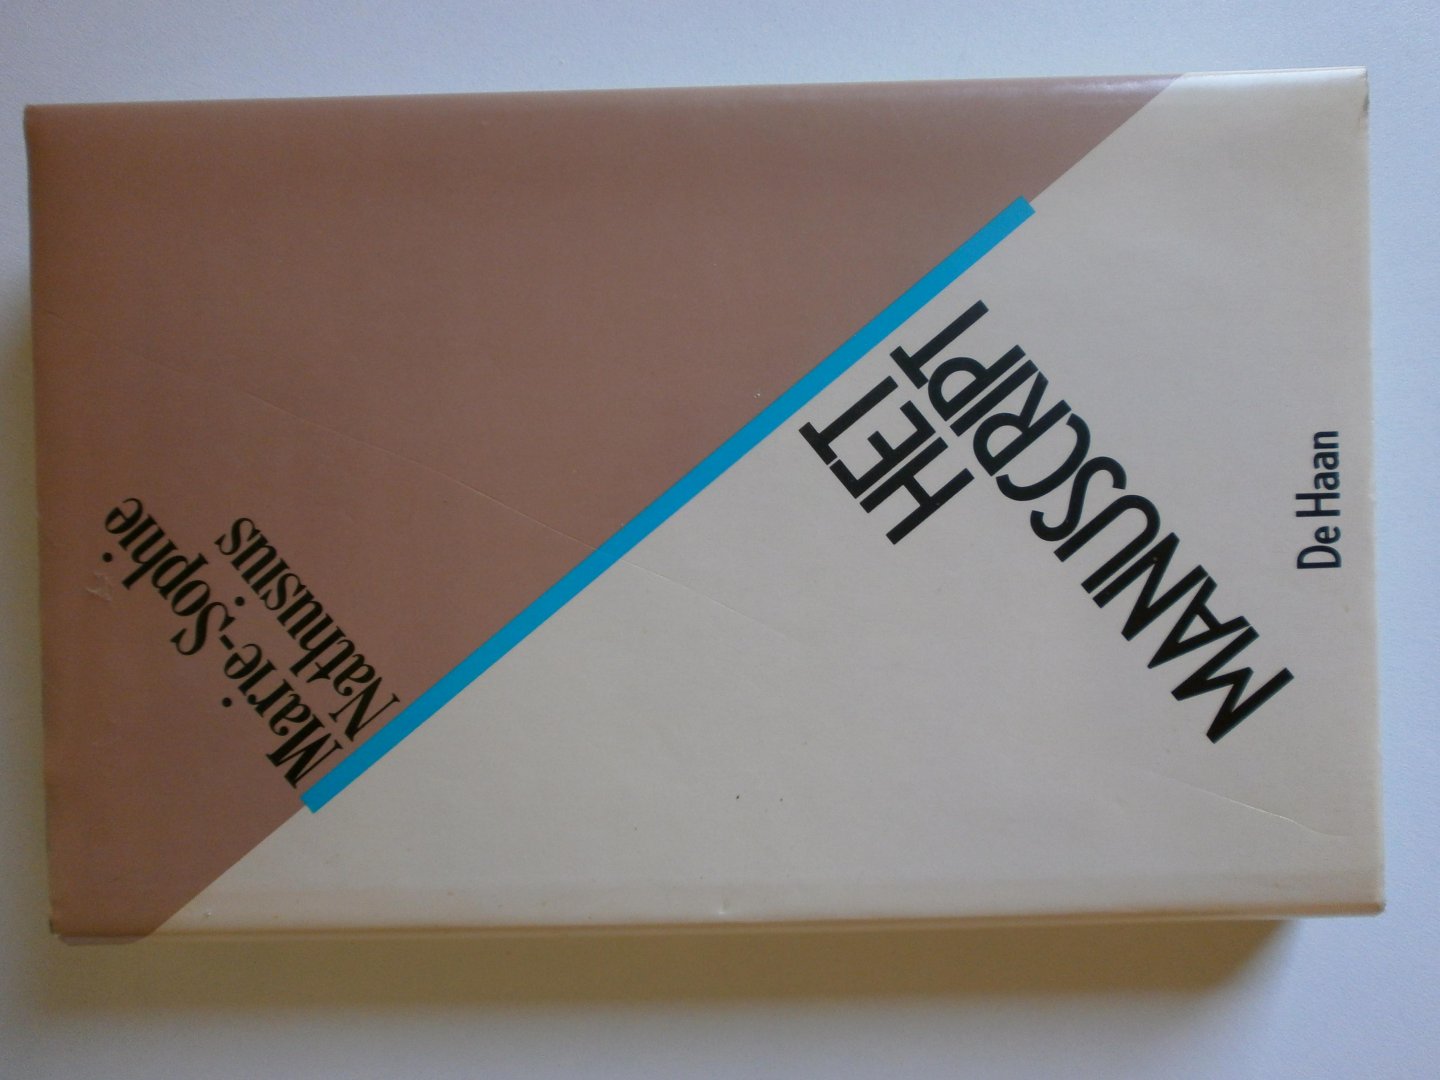 Marie-Sophie
Nathusius
HET
MANUSCRIPT
De Haan